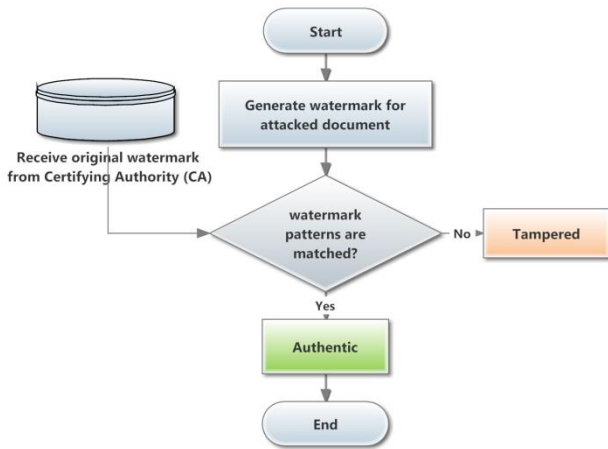 Start
Generate watermark for
attacked document
Receive original watermark
from Certifying Authority (CA)
watermark
patterns are
matched?
No
Tampered
Yes
Authentic
End